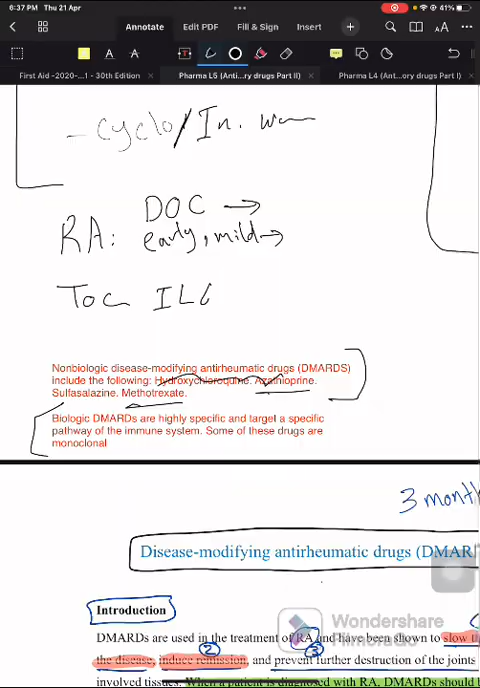 6:37 PM Thu 21 Apr
41%
Annotate Edit PDF Fill & Sign Insert
First Aid -2020-... 1 - 30th Edition × Pharma L5 (Anti...ry drugs Part II) × Pharma L4 (Anti...ory drugs Part I) ×
- Cyclo/In.
DOC →
RA: early, mild →
Toc IL6
Nonbiologic disease-modifying antirheumatic drugs (DMARDS)
include the following: Hydroxychloroquine. Azathioprine.
Sulfasalazine. Methotrexate.
Biologic DMARDs are highly specific and target a specific
pathway of the immune system. Some of these drugs are
monoclonal
3 month
Disease-modifying antirheumatic drugs (DMAR
Introduction
Wondershare
DMARDs are used in the treatment of RA and have been shown to slow th
Filmora
② ③
the disease, induce remission, and prevent further destruction of the joints
involved tissues. When a patient is diagnosed with RA, DMARDs should b